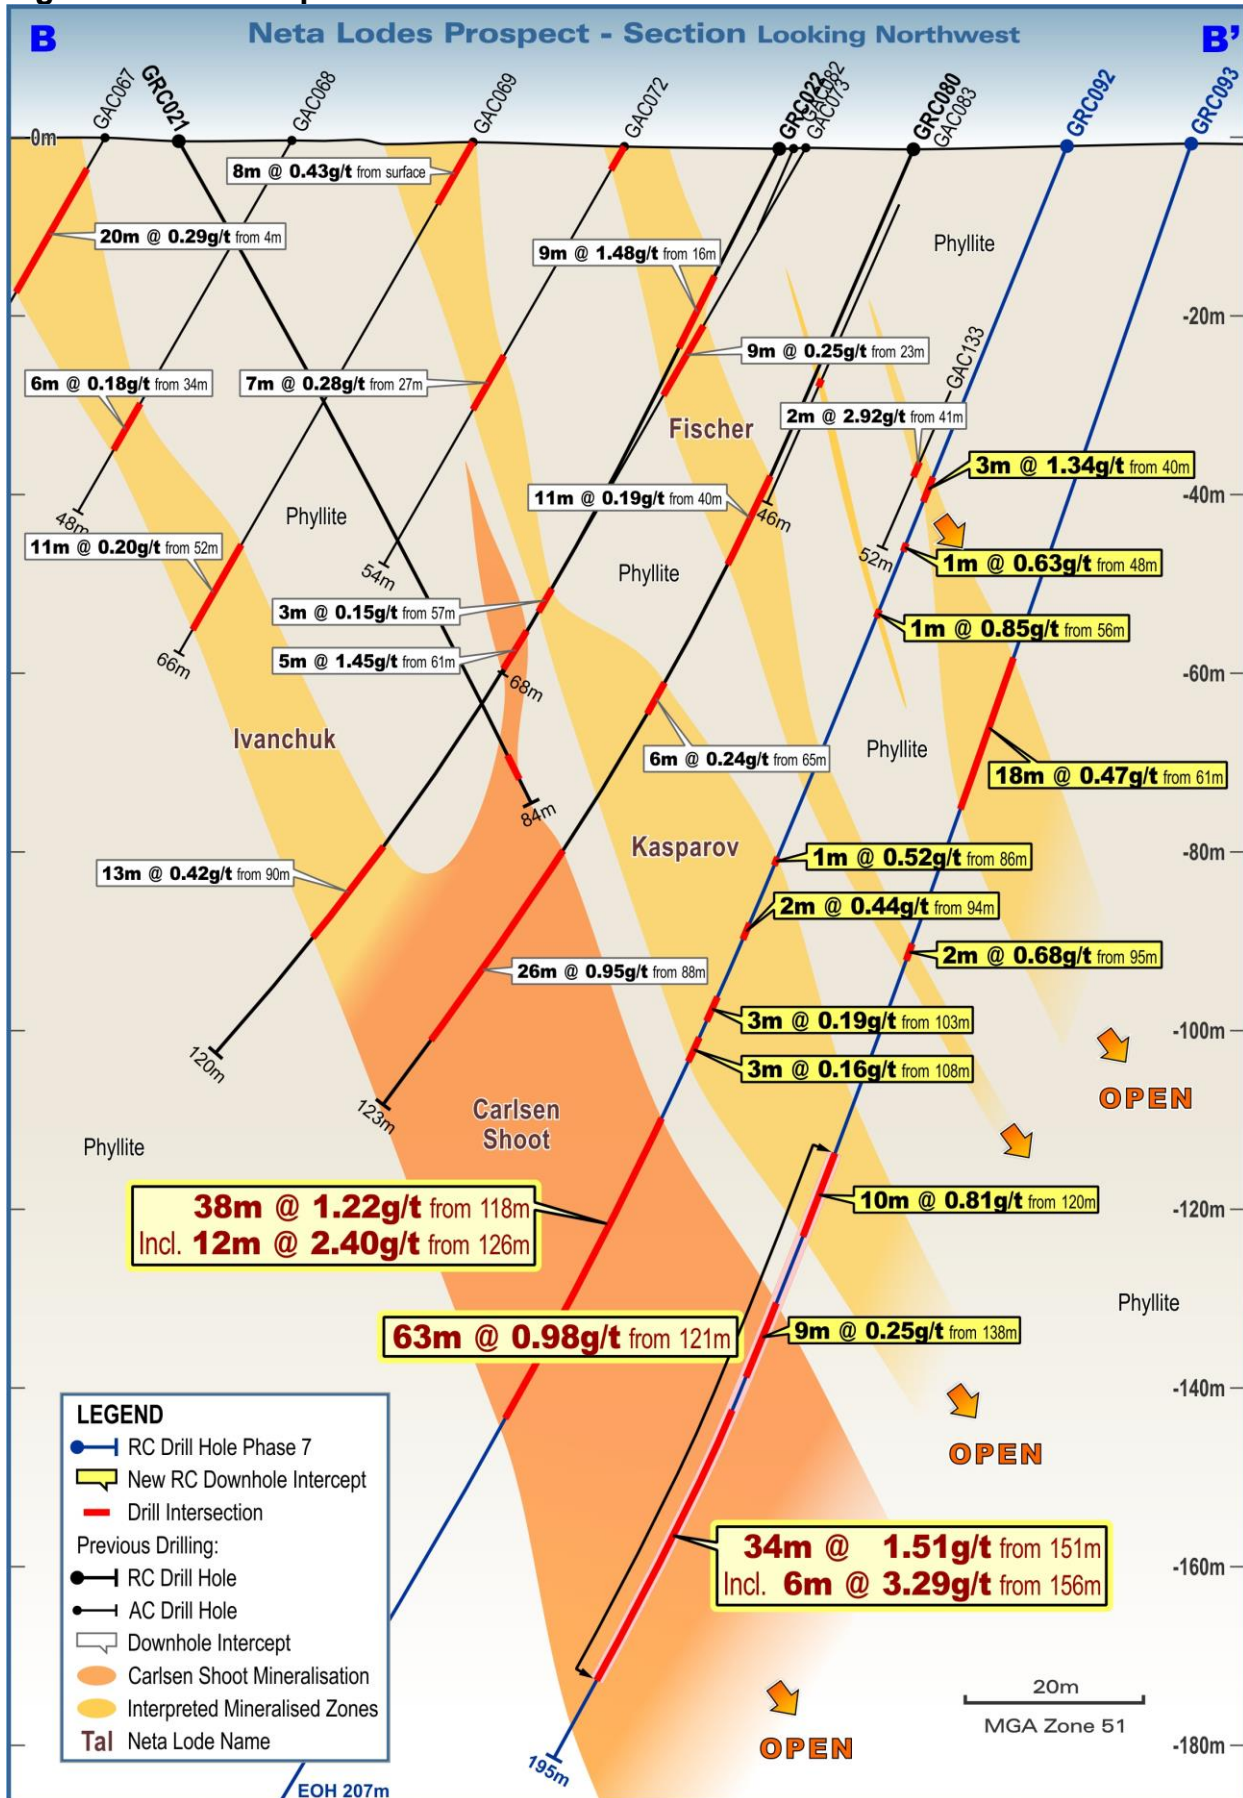 B
Neta Lodes Prospect - Section Looking Northwest
B'
GAC067
GRC021
GAC068
GAC069
GAC072
GRC022
GAC082
GAC073
GRC080
GAC083
GRC092
GRC093
0m
8m @ 0.43g/t from surface
20m @ 0.29g/t from 4m
9m @ 1.48g/t from 16m
Phyllite
-20m
9m @ 0.25g/t from 23m
GAC133
6m @ 0.18g/t from 34m
7m @ 0.28g/t from 27m
2m @ 2.92g/t from 41m
Fischer
3m @ 1.34g/t from 40m
11m @ 0.19g/t from 40m
-40m
48m
46m
Phyllite
11m @ 0.20g/t from 52m
52m
1m @ 0.63g/t from 48m
54m
Phyllite
3m @ 0.15g/t from 57m
1m @ 0.85g/t from 56m
66m
5m @ 1.45g/t from 61m
68m
-60m
Ivanchuk
6m @ 0.24g/t from 65m
Phyllite
18m @ 0.47g/t from 61m
84m
Kasparov
-80m
1m @ 0.52g/t from 86m
13m @ 0.42g/t from 90m
2m @ 0.44g/t from 94m
26m @ 0.95g/t from 88m
2m @ 0.68g/t from 95m
3m @ 0.19g/t from 103m
-100m
120m
3m @ 0.16g/t from 108m
OPEN
123m
Carlsen
Shoot
Phyllite
38m @ 1.22g/t from 118m
Incl. 12m @ 2.40g/t from 126m
10m @ 0.81g/t from 120m
-120m
Phyllite
63m @ 0.98g/t from 121m
9m @ 0.25g/t from 138m
-140m
OPEN
34m @ 1.51g/t from 151m
Incl. 6m @ 3.29g/t from 156m
-160m
LEGEND
RC Drill Hole Phase 7
New RC Downhole Intercept
Drill Intersection
Previous Drilling:
RC Drill Hole
AC Drill Hole
Downhole Intercept
Carlsen Shoot Mineralisation
Interpreted Mineralised Zones
Tal Neta Lode Name
20m
MGA Zone 51
OPEN
-180m
195m
EOH 207m